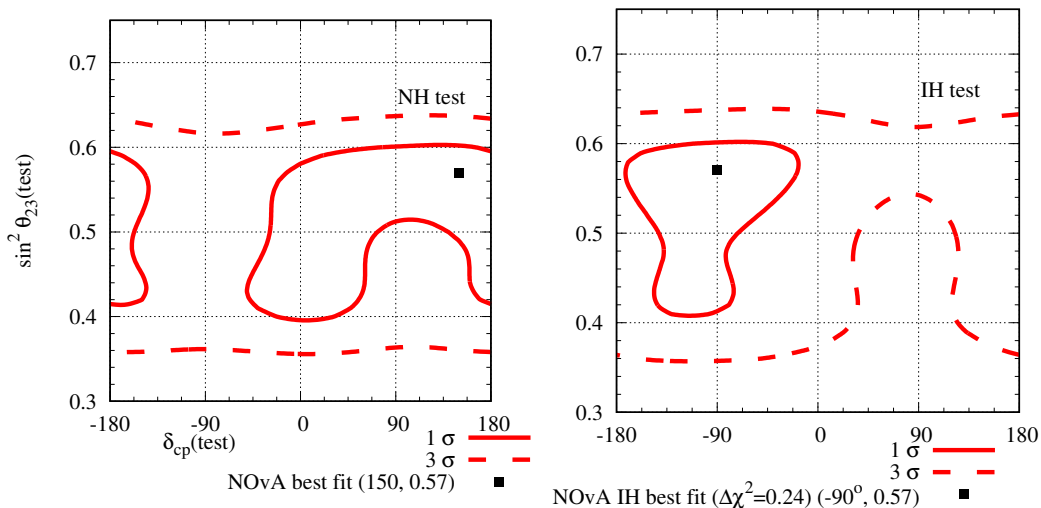 NH test
0.7
0.6
0.5
0.4
0.3
sin² θ₂₃(test)
-180
-90
0
90
180
δcp(test)
1 σ
3 σ
NOvA best fit (150, 0.57)
IH test
0.7
0.6
0.5
0.4
0.3
-180
-90
0
90
180
1 σ
3 σ
NOvA IH best fit (Δχ²=0.24) (-90°, 0.57)